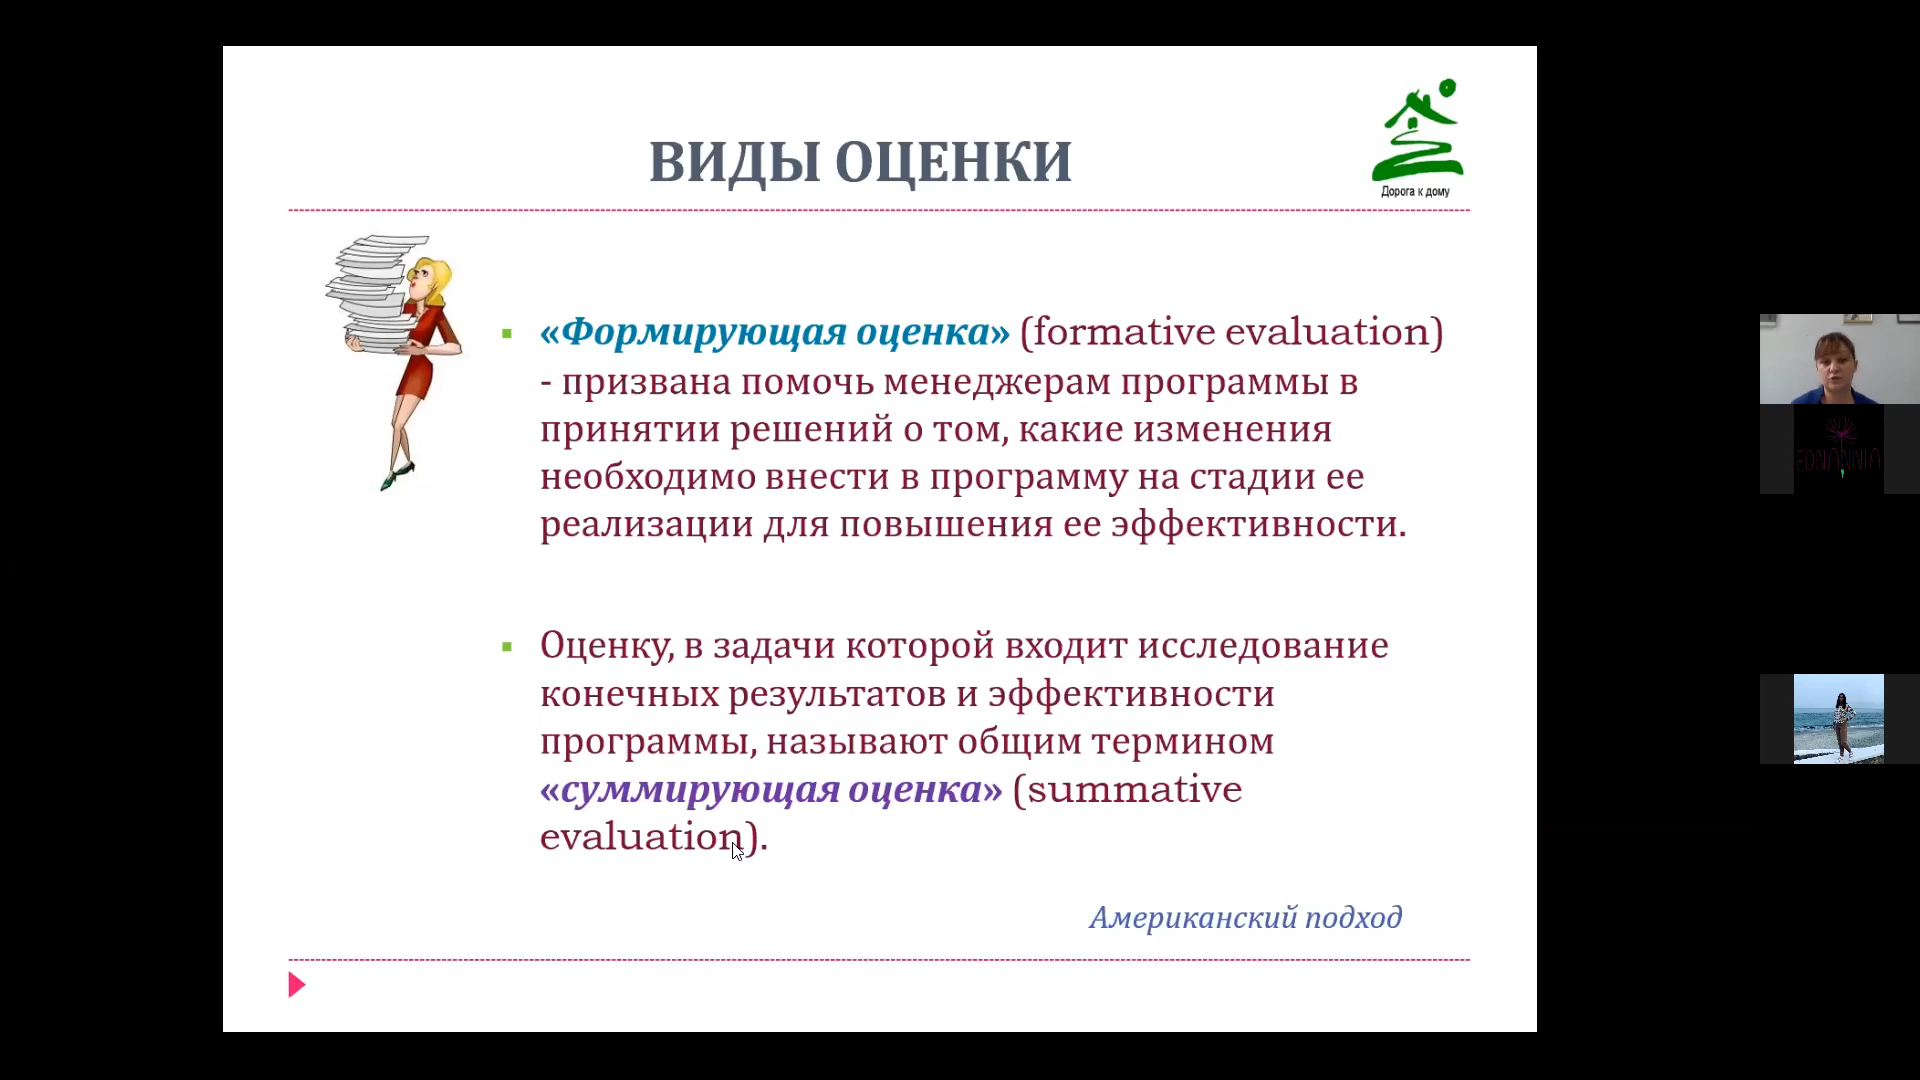 ВИДЫ ОЦЕНКИ
Дорога к дому
«Формирующая оценка» (formative evaluation)
- призвана помочь менеджерам программы в
принятии решений о том, какие изменения
необходимо внести в программу на стадии ее
реализации для повышения ее эффективности.
Оценку, в задачи которой входит исследование
конечных результатов и эффективности
программы, называют общим термином
«суммирующая оценка» (summative
evaluation).
Американский подход
EDNANNIA